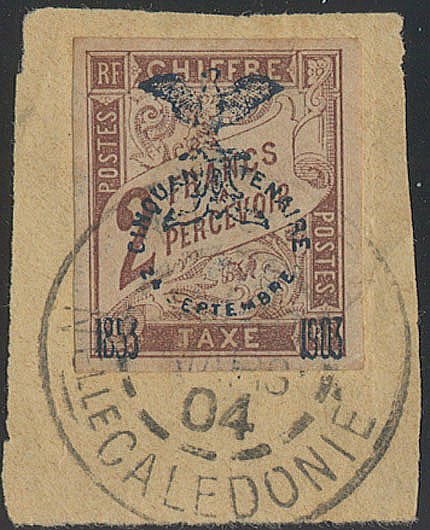 RF CHIFFRE
POSTES
A
2 FRANCS
PERCEVOIR
POSTES
TAXE
CINQUANTENAIRE
24 SEPTEMBRE
1853 1903
04
LLE CALEDONIE